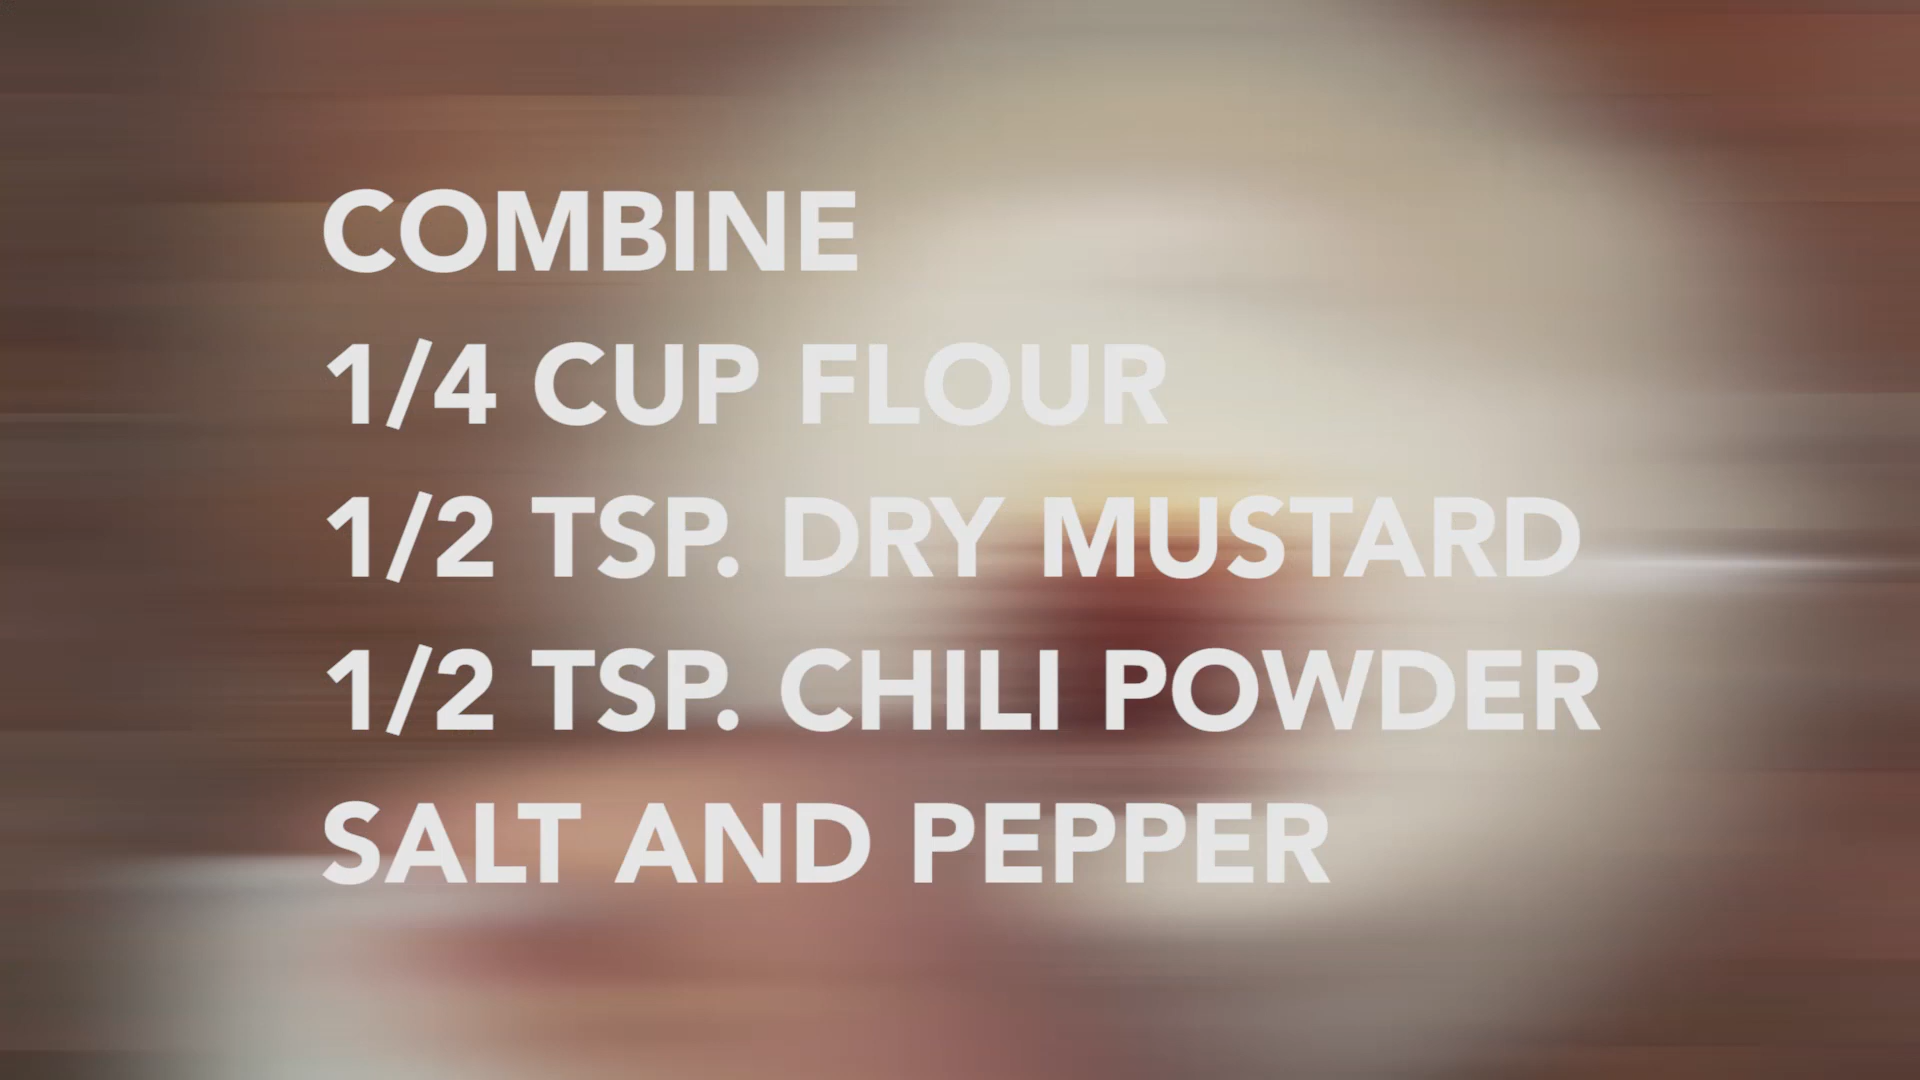 COMBINE
1/4 CUP FLOUR
1/2 TSP. DRY MUSTARD
1/2 TSP. CHILI POWDER
SALT AND PEPPER